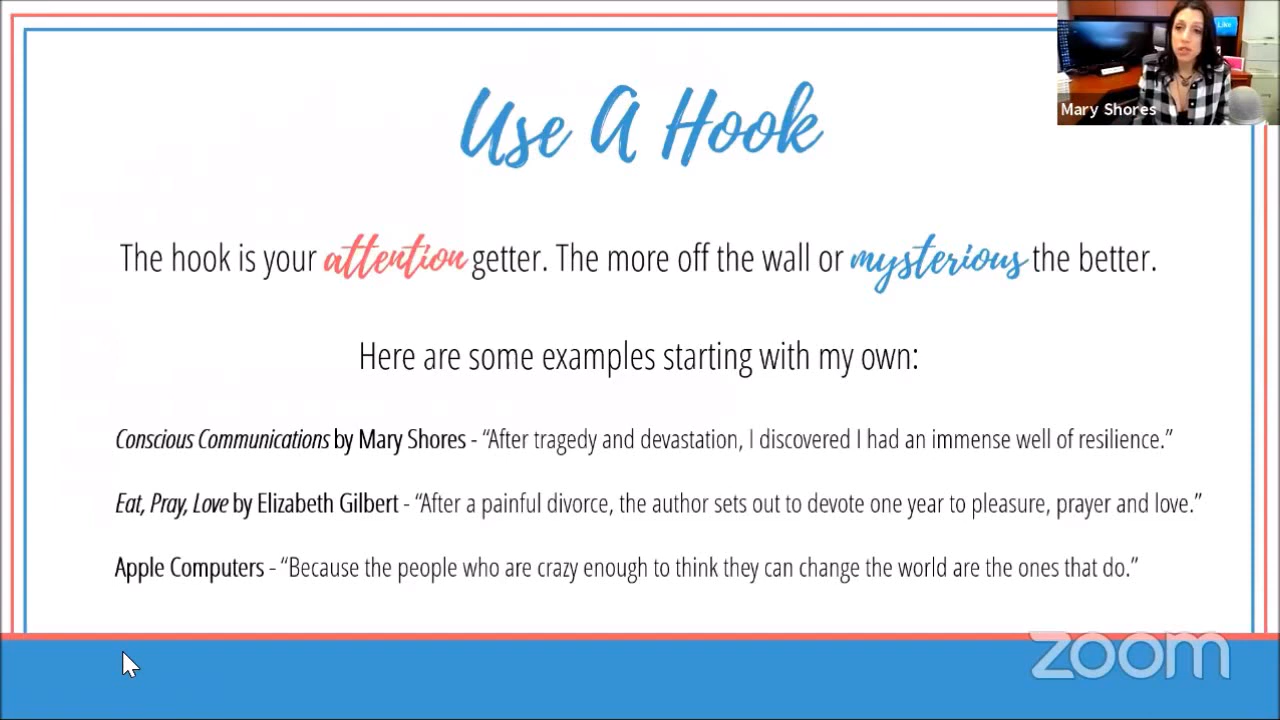 Like
Mary Shores
Use A Hook
The hook is your attention getter. The more off the wall or mysterious the better.
Here are some examples starting with my own:
Conscious Communications by Mary Shores - “After tragedy and devastation, I discovered I had an immense well of resilience.”
Eat, Pray, Love by Elizabeth Gilbert - “After a painful divorce, the author sets out to devote one year to pleasure, prayer and love.”
Apple Computers - “Because the people who are crazy enough to think they can change the world are the ones that do.”
zoom